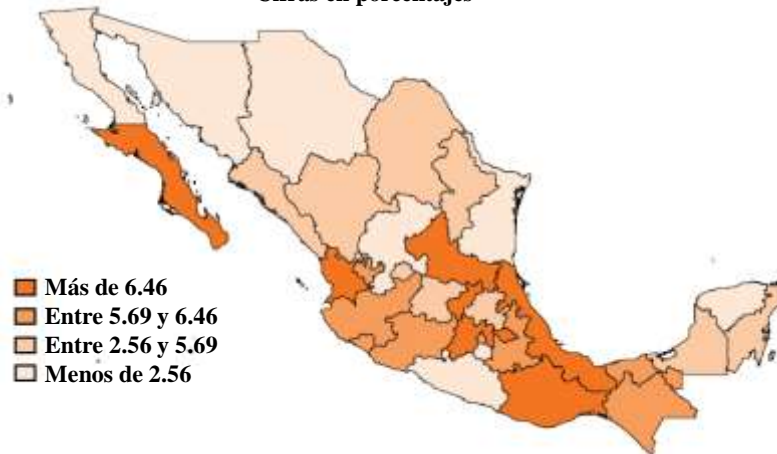 Cifras en porcentajes
Más de 6.46
Entre 5.69 y 6.46
Entre 2.56 y 5.69
Menos de 2.56